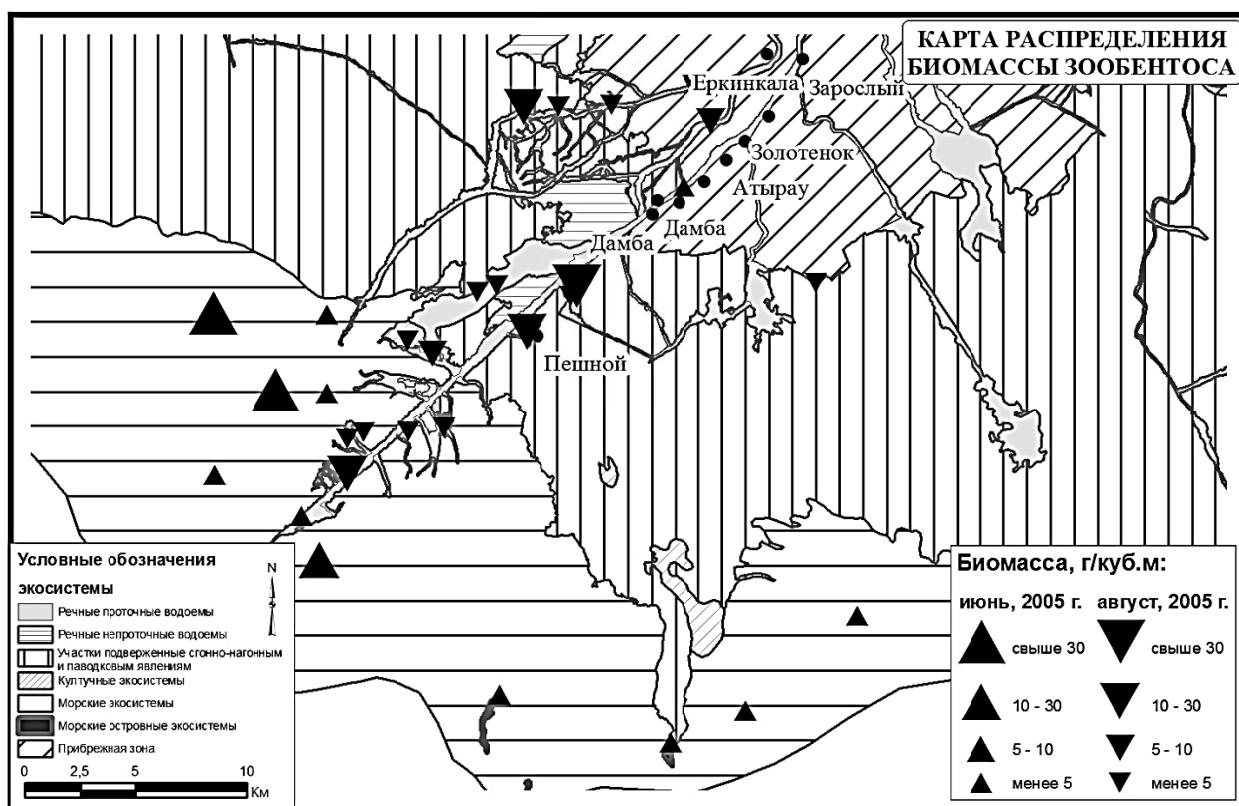 КАРТА РАСПРЕДЕЛЕНИЯ
БИОМАССЫ ЗООБЕНТОСА
Еркинкала
Зарослый
Золотенок
Атырау
Дамба
Дамба
Пешной
Условные обозначения
экосистемы
N
Речные проточные водоемы
Речные непроточные водоемы
Участки подверженные сгонно-нагонным
и паводковым явлениям
Култучные экосистемы
Морские экосистемы
Морские островные экосистемы
Прибрежная зона
0 2,5 5 10
Км
Биомасса, г/куб.м:
июнь, 2005 г. август, 2005 г.
свыше 30 свыше 30
10 - 30 10 - 30
5 - 10 5 - 10
менее 5 менее 5